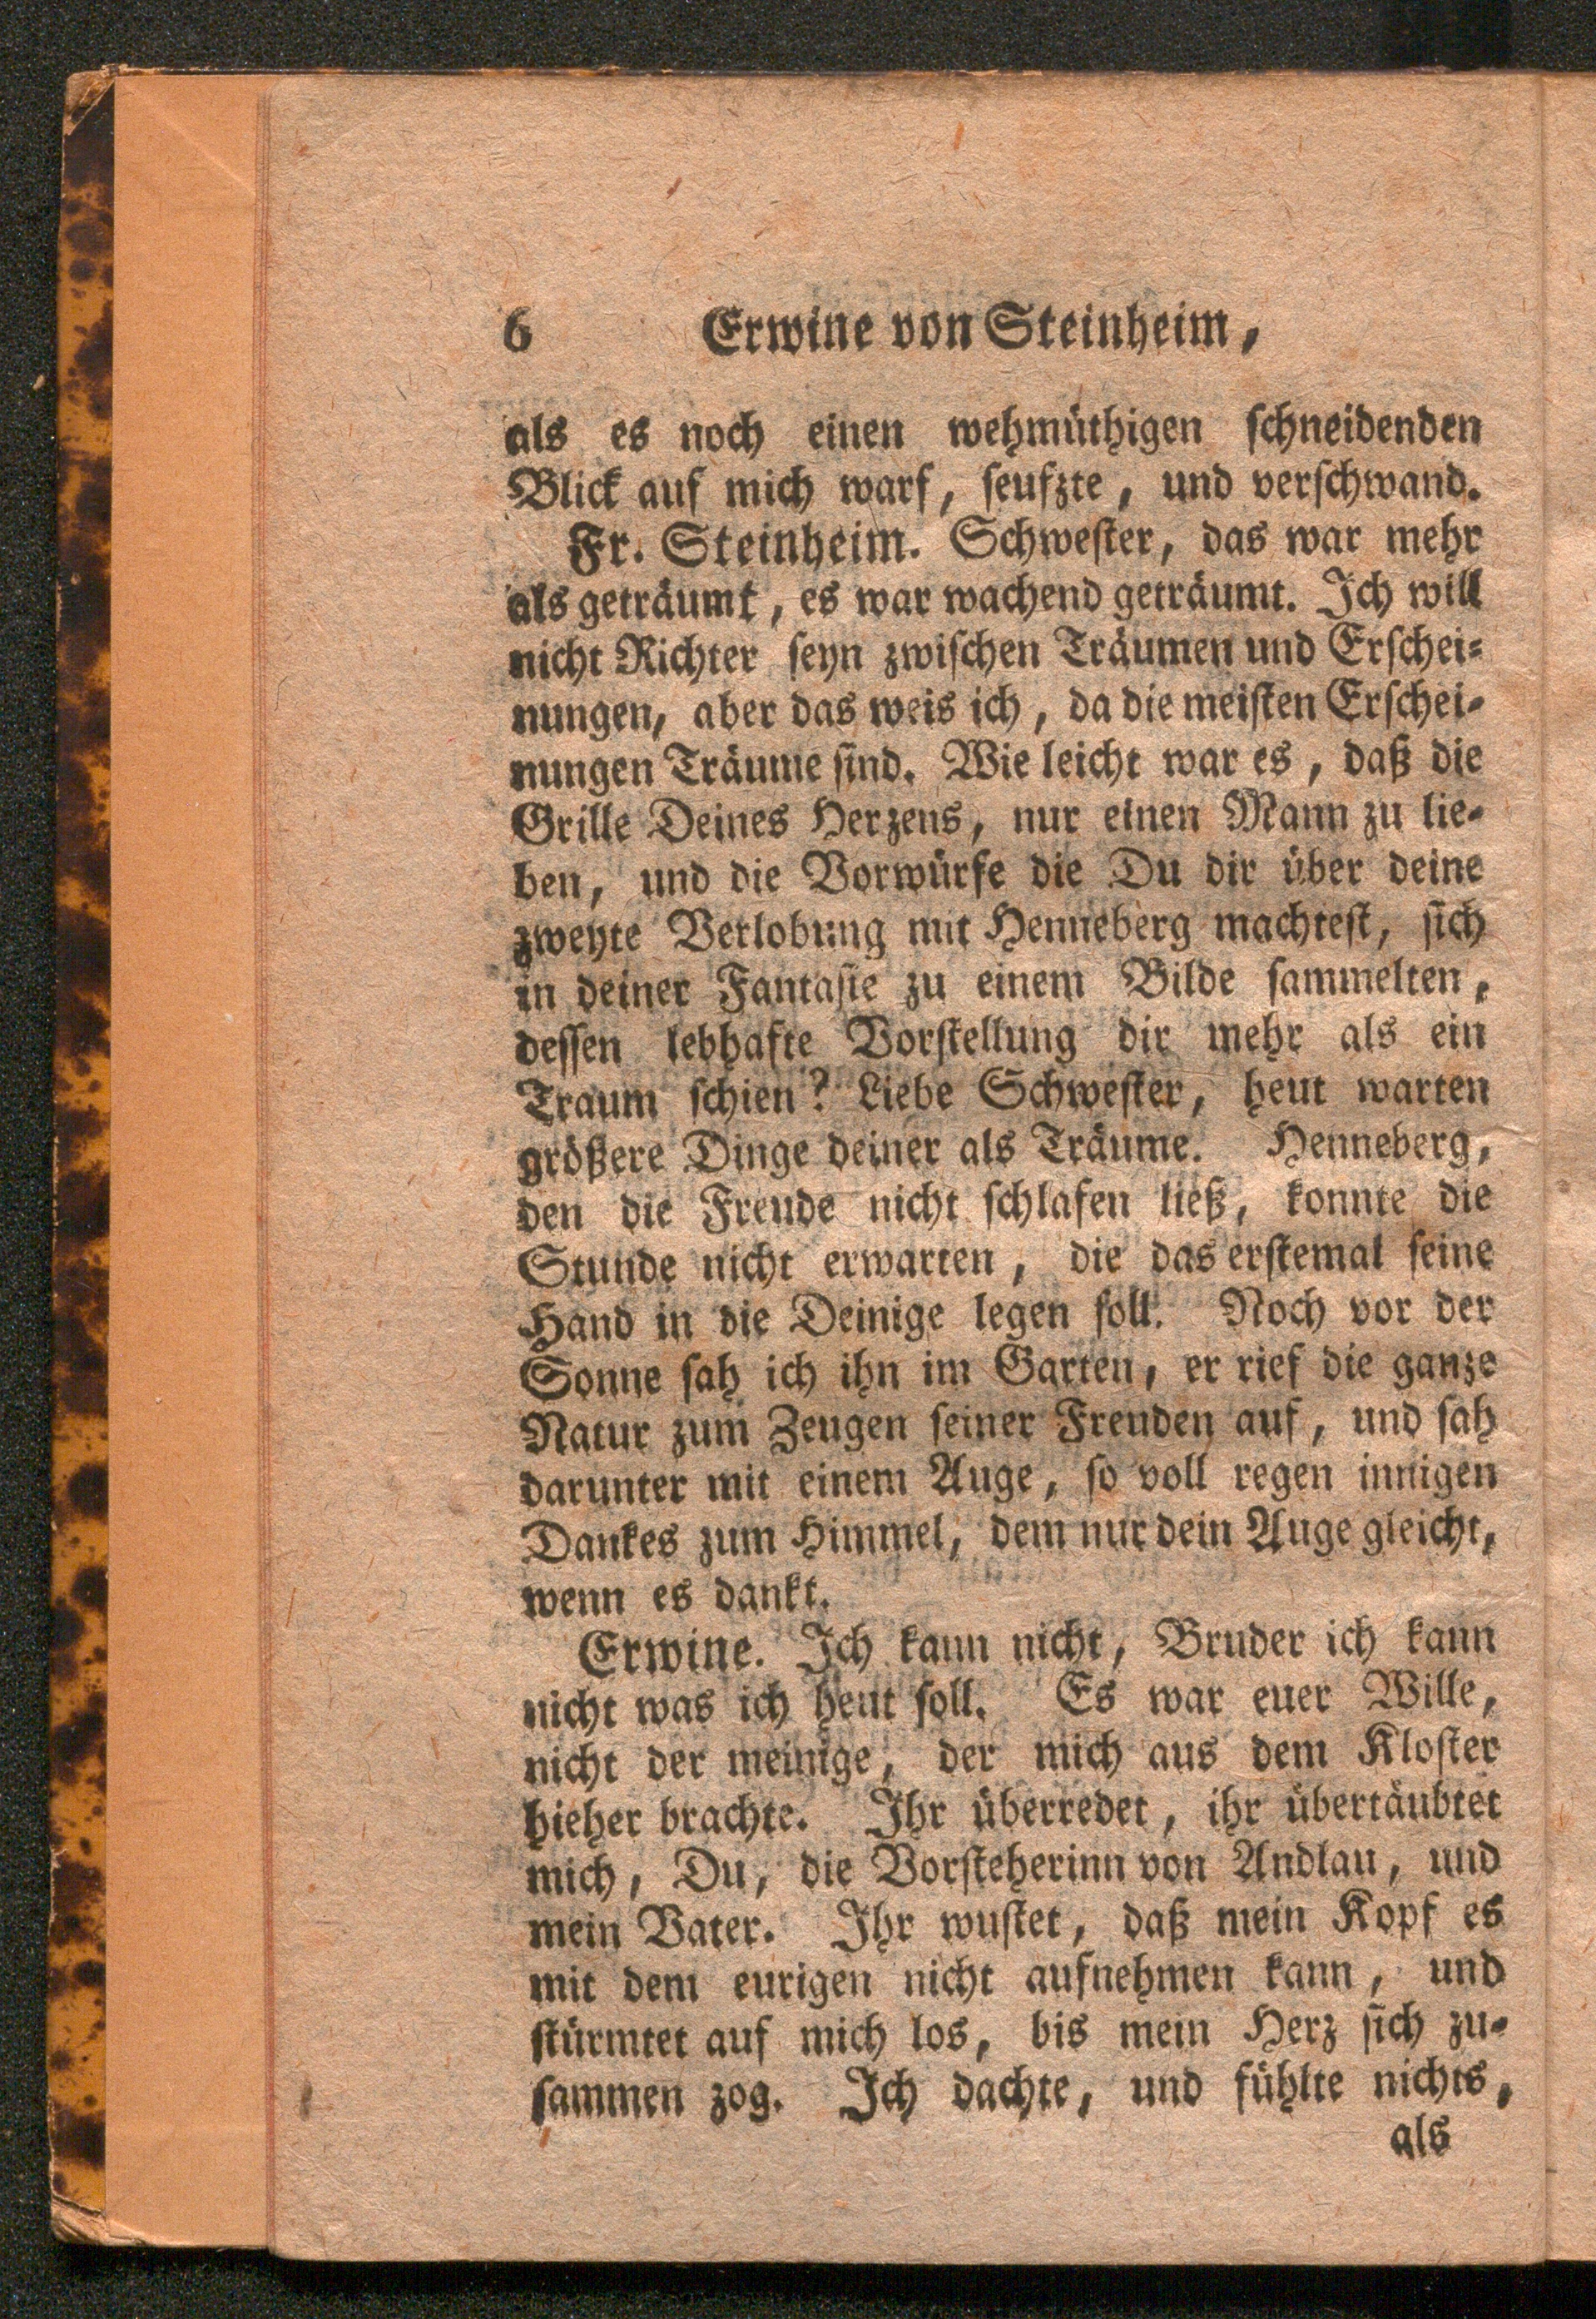 6 Erwine von Steinheim,
als es noch einen wehmüthigen schneidenden
Blick auf mich warf, seufzte, und verschwand.
Fr. Steinheim. Schwester, das war mehr
als geträumt, es war wachend geträumt. Ich will
nicht Richter seyn zwischen Träumen und Erschei-
nungen, aber das weis ich, da die meisten Erschei-
nungen Träume sind. Wie leicht war es, daß die
Grille Deines Herzens, nur einen Mann zu lie-
ben, und die Vorwürfe die Du dir über deine
zweyte Verlobung mit Henneberg machtest, sich
in deiner Fantasie zu einem Bilde sammelten,
dessen lebhafte Vorstellung dir mehr als ein
Traum schien? Liebe Schwester, heut warten
größere Dinge deiner als Träume. Henneberg,
den die Freude nicht schlafen ließ, konnte die
Stunde nicht erwarten, die das erstemal seine
Hand in die Deinige legen soll. Noch vor der
Sonne sah ich ihn im Garten, er rief die ganze
Natur zum Zeugen seiner Freuden auf, und sah
darunter mit einem Auge, so voll regen innigen
Dankes zum Himmel, dem nur dein Auge gleicht,
wenn es dankt.
Erwine. Ich kann nicht, Bruder ich kann
nicht was ich heut soll. Es war euer Wille,
nicht der meinige, der mich aus dem Kloster
hieher brachte. Ihr überredet, ihr übertäubtet
mich, Du, die Vorsteherinn von Andlau, und
mein Vater. Ihr wustet, daß mein Kopf es
mit dem eurigen nicht aufnehmen kann, und
stürmtet auf mich los, bis mein Herz sich zu-
sammen zog. Ich dachte, und fühlte nichts,
als